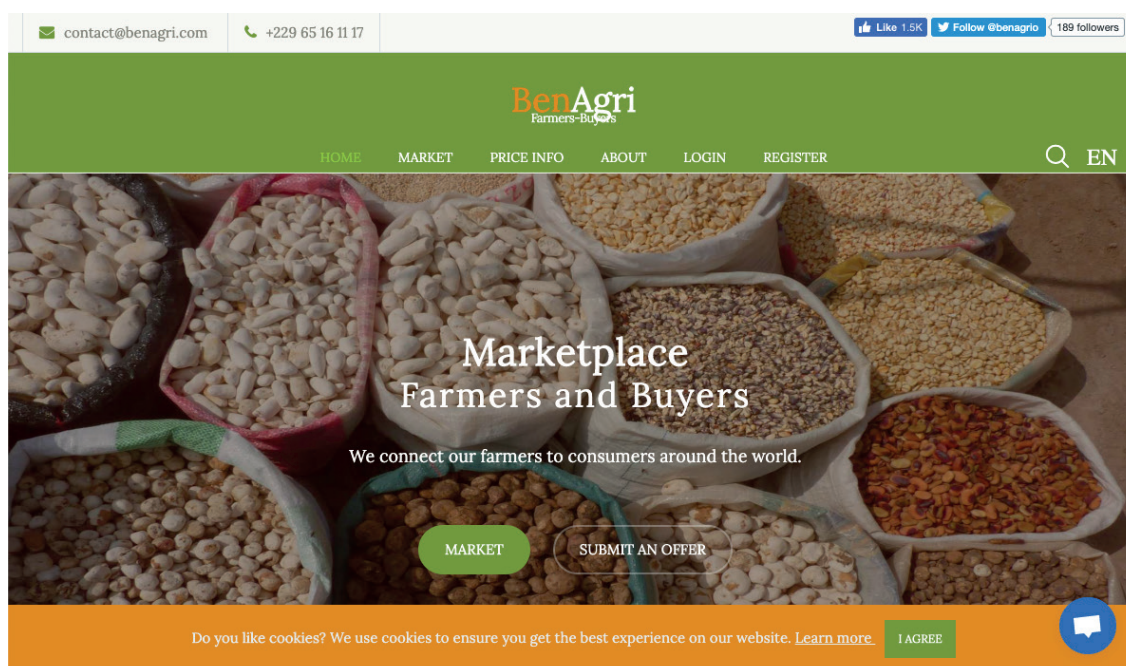 contact@benagri.com
+229 65 16 11 17
Like 1.5K
Follow @benagrio
189 followers
BenAgri
Farmers-Buyers
HOME MARKET PRICE INFO ABOUT LOGIN REGISTER
EN
Marketplace
Farmers and Buyers
We connect our farmers to consumers around the world.
MARKET
SUBMIT AN OFFER
Do you like cookies? We use cookies to ensure you get the best experience on our website. Learn more
I AGREE